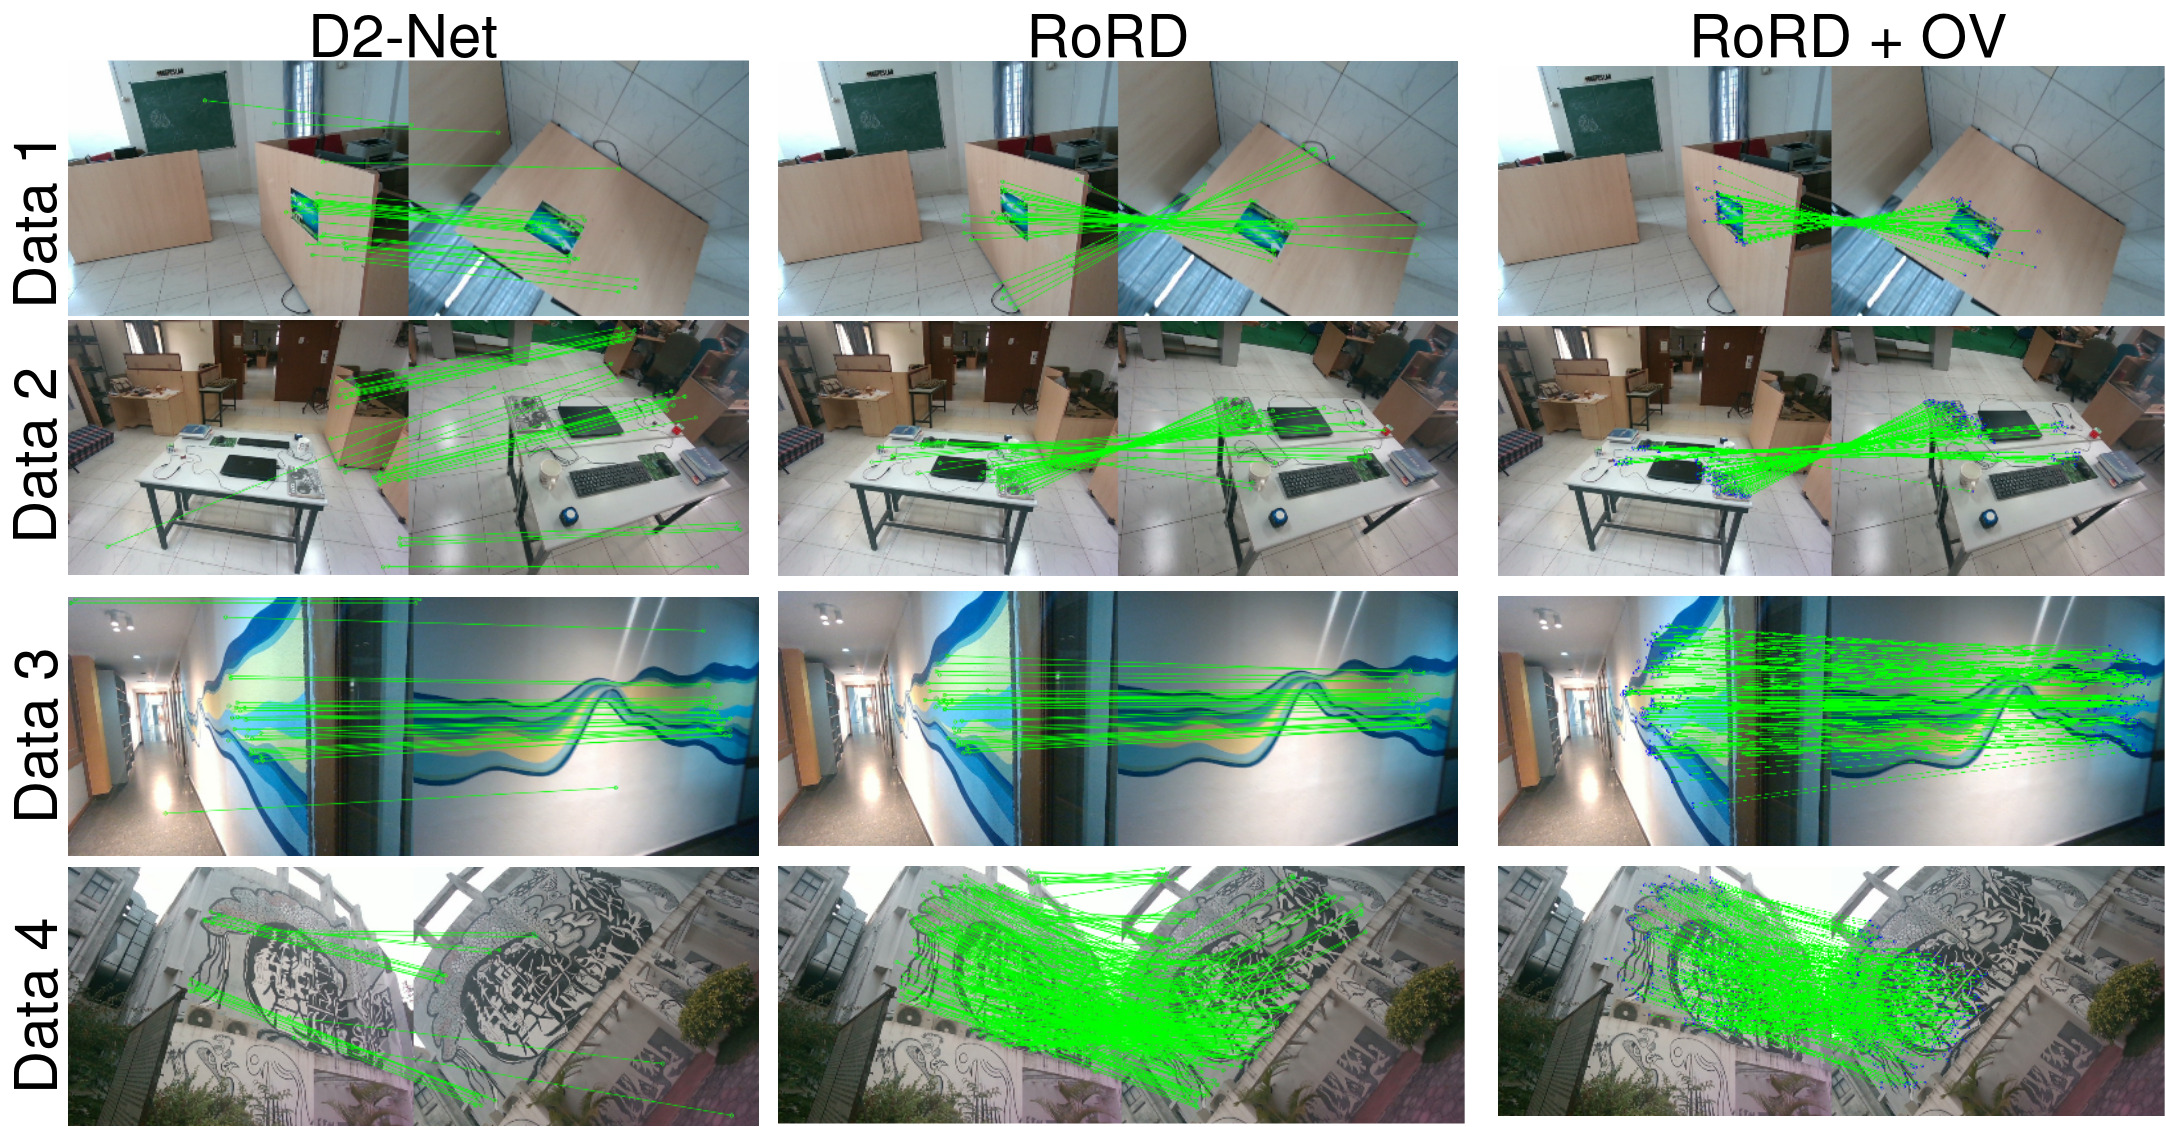 D2-Net
RoRD
RoRD + OV
Data 1
Data 2
Data 3
Data 4